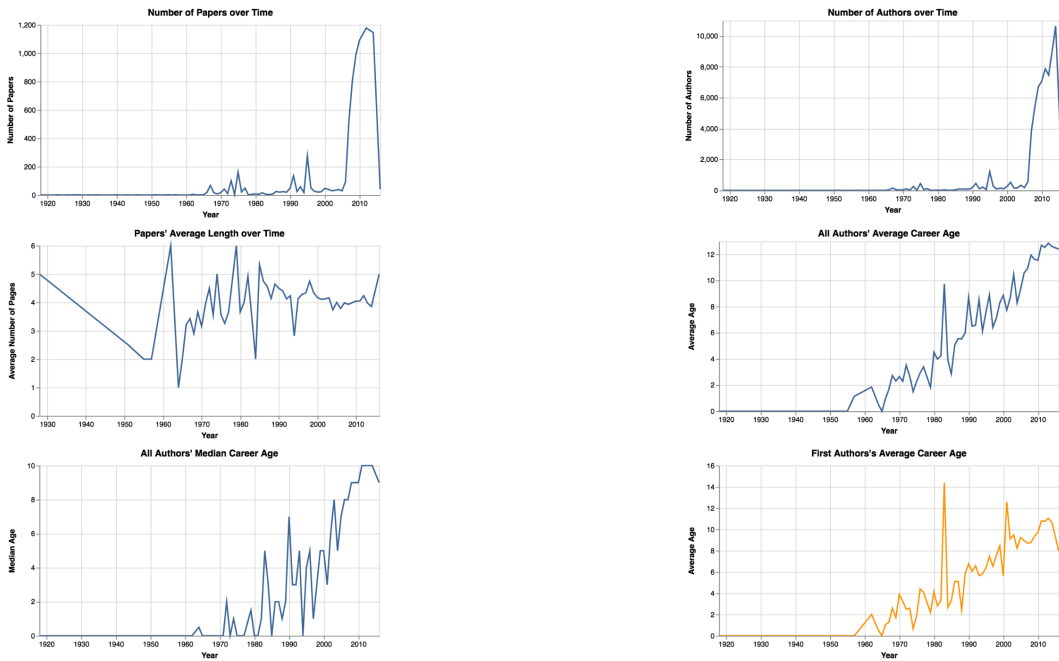 Number of Papers over Time
1,200
1,000
800
600
400
200
0
Number of Papers
1920 1930 1940 1950 1960 1970 1980 1990 2000 2010
Year
Number of Authors over Time
10,000
8,000
6,000
4,000
2,000
0
Number of Authors
1920 1930 1940 1950 1960 1970 1980 1990 2000 2010
Year
Papers' Average Length over Time
6
5
4
3
2
1
0
Average Number of Pages
1930 1940 1950 1960 1970 1980 1990 2000 2010
Year
All Authors' Average Career Age
12
10
8
6
4
2
0
Average Age
1920 1930 1940 1950 1960 1970 1980 1990 2000 2010
Year
All Authors' Median Career Age
10
8
6
4
2
0
Median Age
1920 1930 1940 1950 1960 1970 1980 1990 2000 2010
Year
First Authors's Average Career Age
16
14
12
10
8
6
4
2
0
Average Age
1920 1930 1940 1950 1960 1970 1980 1990 2000 2010
Year